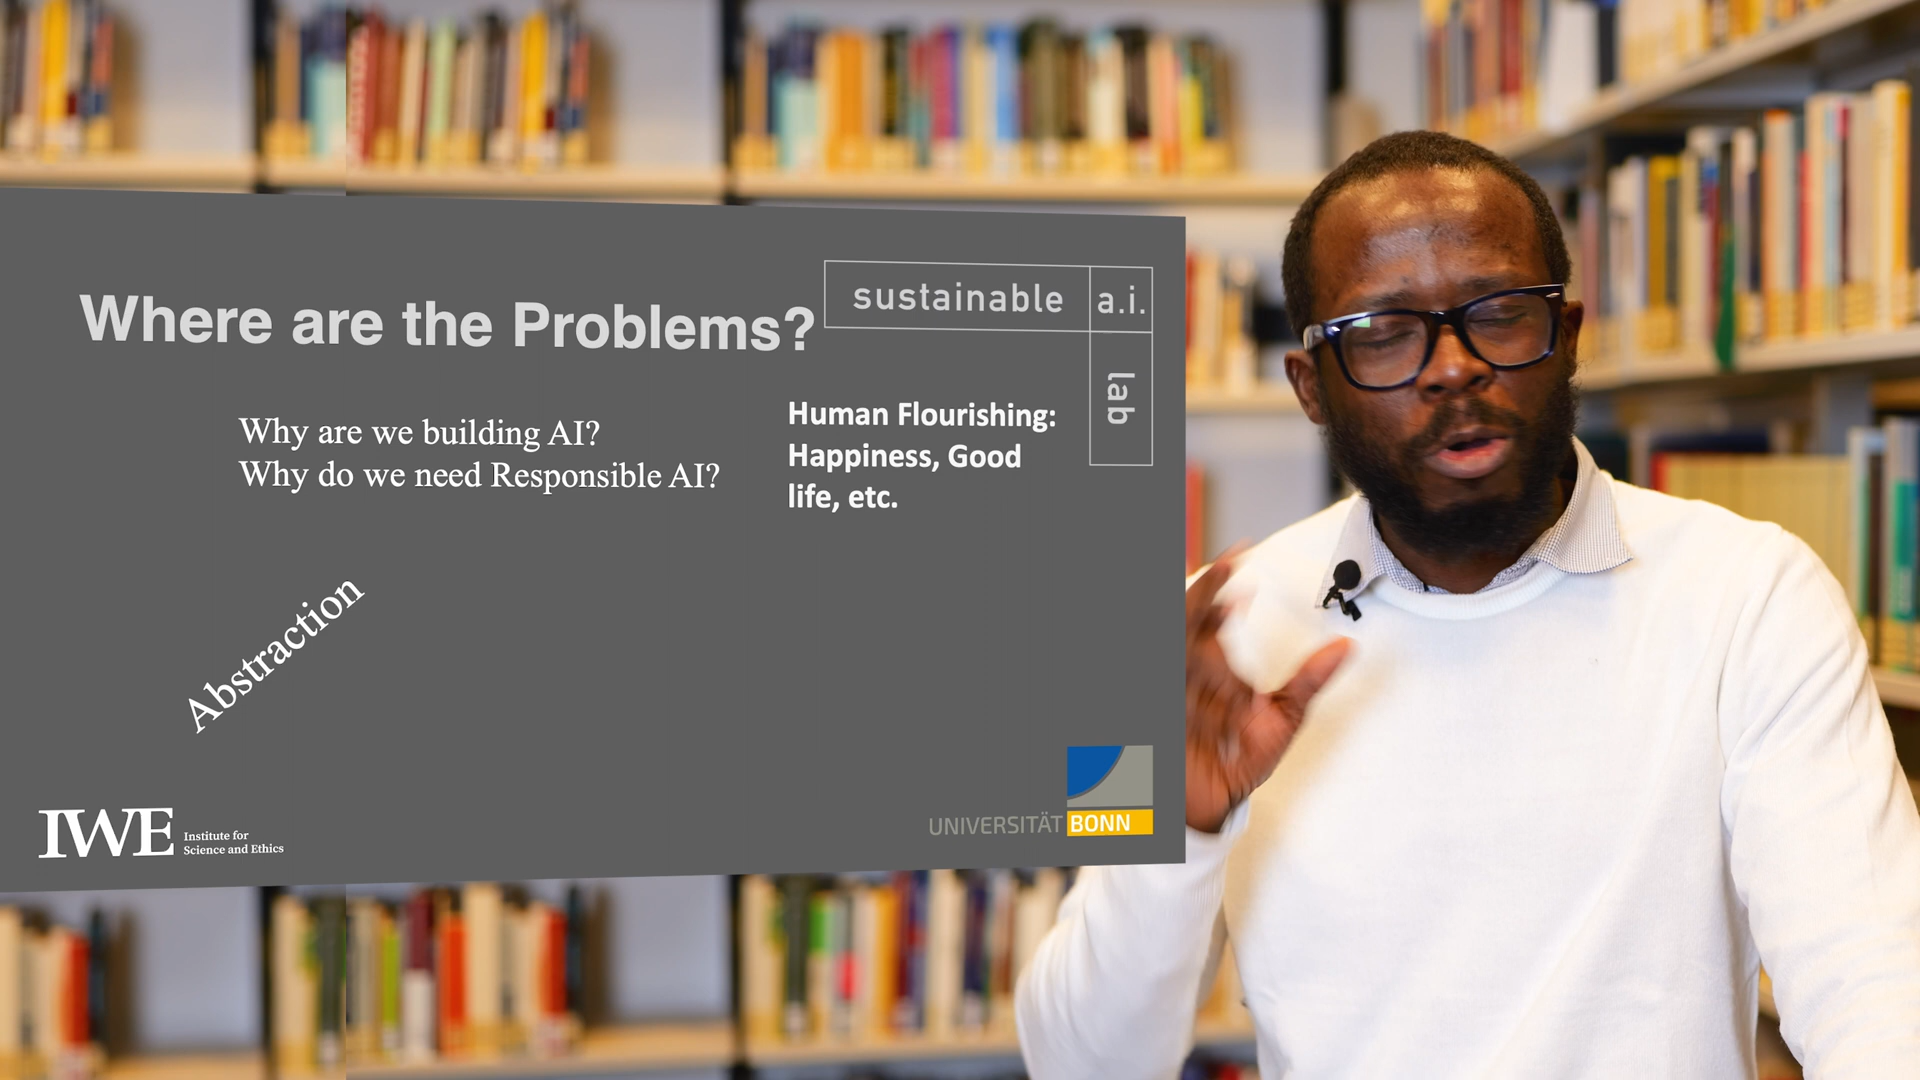 Where are the Problems?
sustainable a.i.
lab
Why are we building AI?
Why do we need Responsible AI?
Human Flourishing:
Happiness, Good
life, etc.
Abstraction
IWE Institute for
Science and Ethics
UNIVERSITÄT BONN